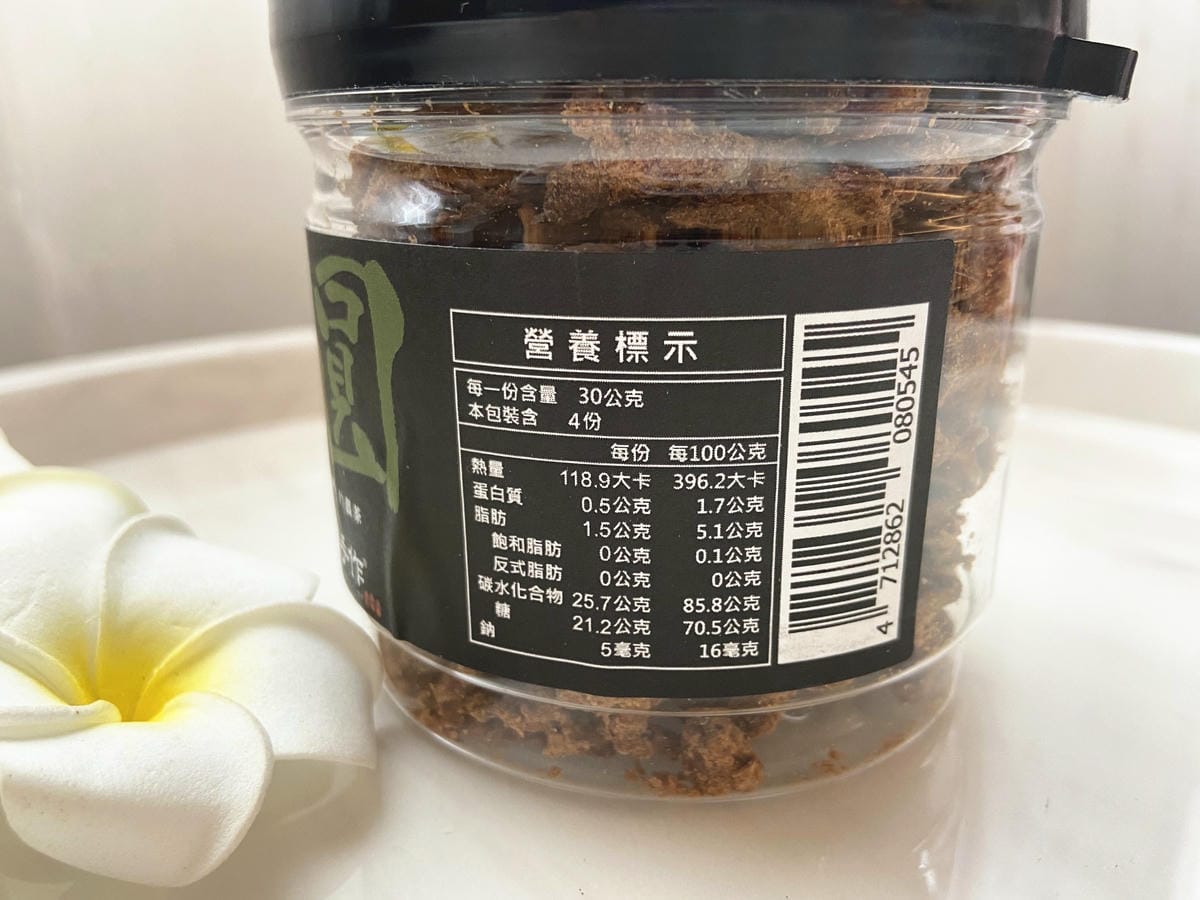 園
營養標示
每一份含量 30公克
本包裝含 4份
每份 每100公克
熱量 118.9大卡 396.2大卡
蛋白質 0.5公克 1.7公克
脂肪 1.5公克 5.1公克
飽和脂肪 0公克 0.1公克
反式脂肪 0公克 0公克
碳水化合物 25.7公克 85.8公克
糖 21.2公克 70.5公克
鈉 5毫克 16毫克
4 712862 080545